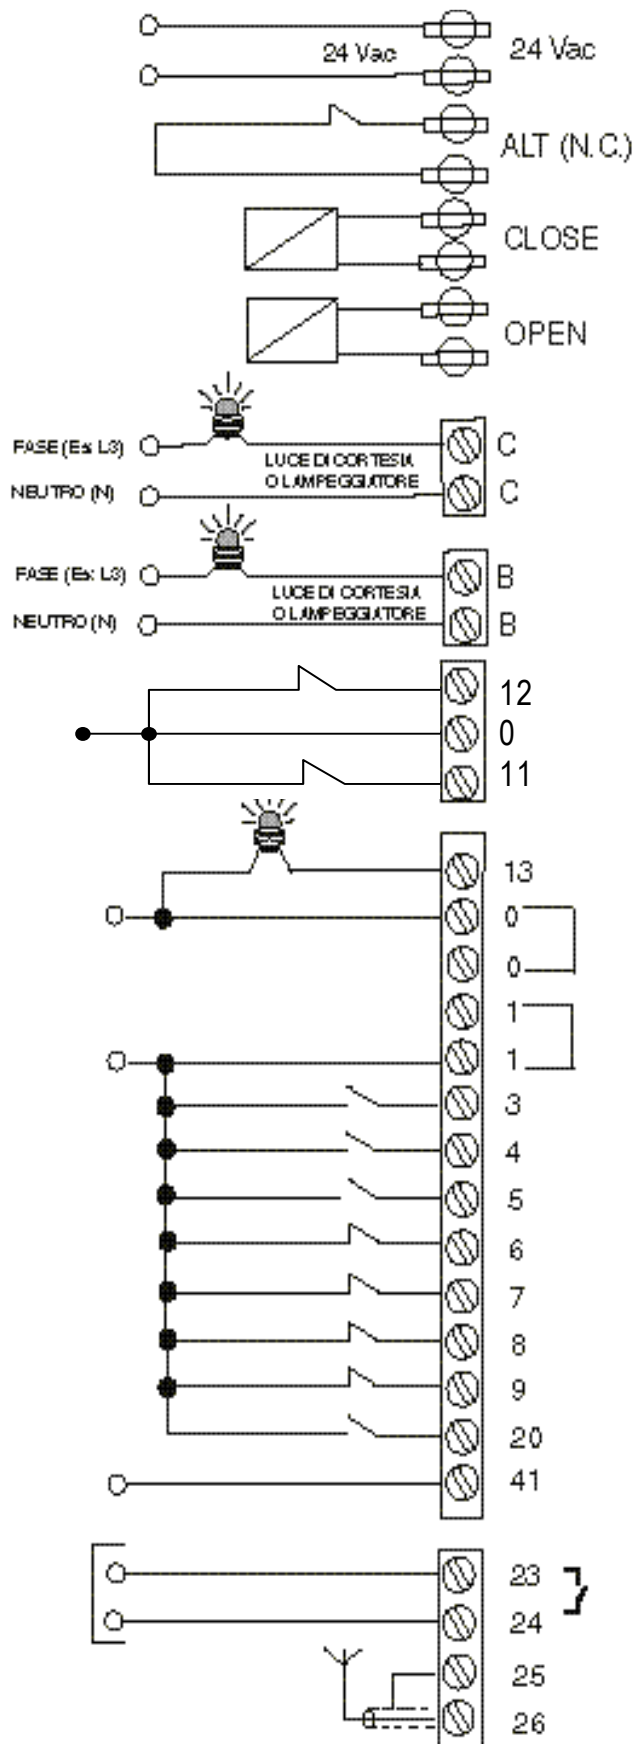 24 Vac
24 Vac
ALT (N.C.)
CLOSE
OPEN
FASE (Es: L3)
LUCE DI CORTESIA
O LAMPEGGIATORE
NEUTRO (N)
C
C
FASE (Es: L3)
LUCE DI CORTESIA
O LAMPEGGIATORE
NEUTRO (N)
B
B
12
0
11
13
0
0
1
1
3
4
5
6
7
8
9
20
41
23
24
25
26